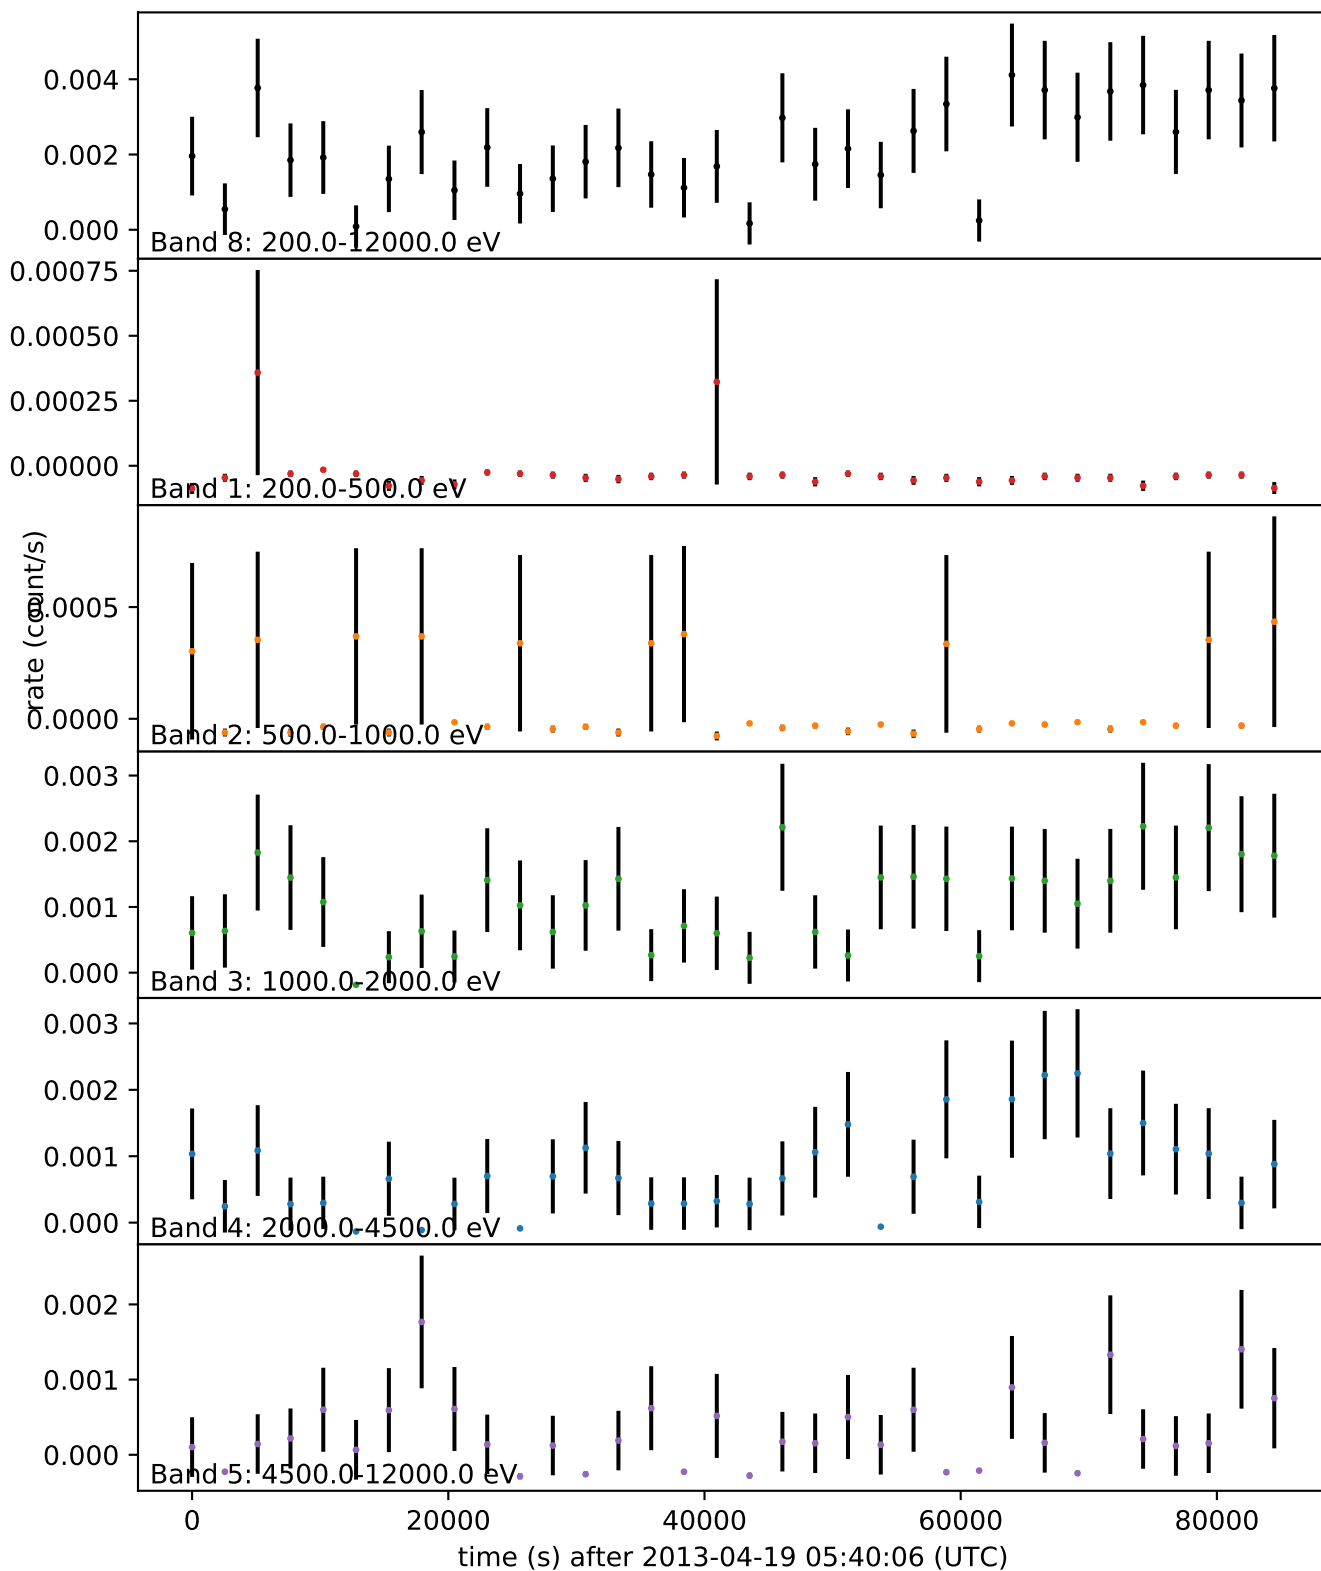 0.004
0.002
0.000
Band 8: 200.0-12000.0 eV
0.00075
0.00050
0.00025
0.00000
Band 1: 200.0-500.0 eV
rate (count/s)
0.0005
0.0000
Band 2: 500.0-1000.0 eV
0.003
0.002
0.001
0.000
Band 3: 1000.0-2000.0 eV
0.003
0.002
0.001
0.000
Band 4: 2000.0-4500.0 eV
0.002
0.001
0.000
Band 5: 4500.0-12000.0 eV
0 20000 40000 60000 80000
time (s) after 2013-04-19 05:40:06 (UTC)